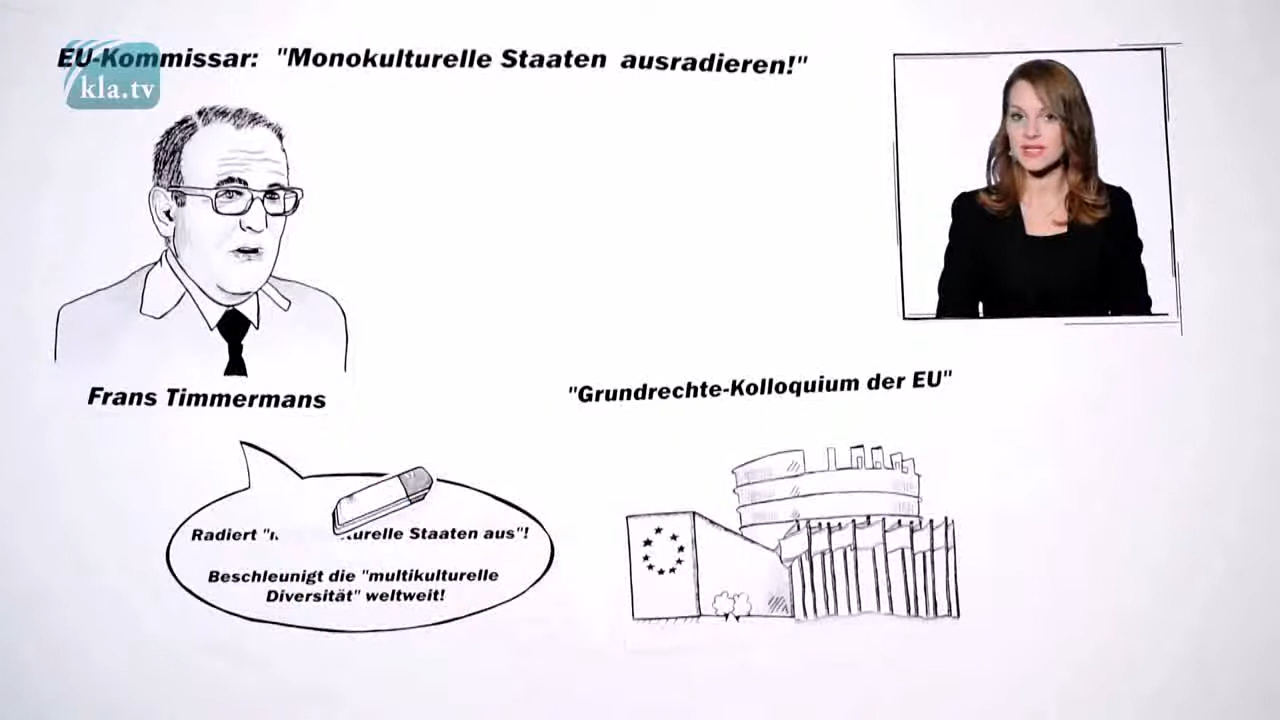 EU-Kommissar: "Monokulturelle Staaten ausradieren!"
kla.tv
Frans Timmermans
"Grundrechte-Kolloquium der EU"
Radiert " Staaten aus"!
Beschleunigt die "multikulturelle
Diversität" weltweit!